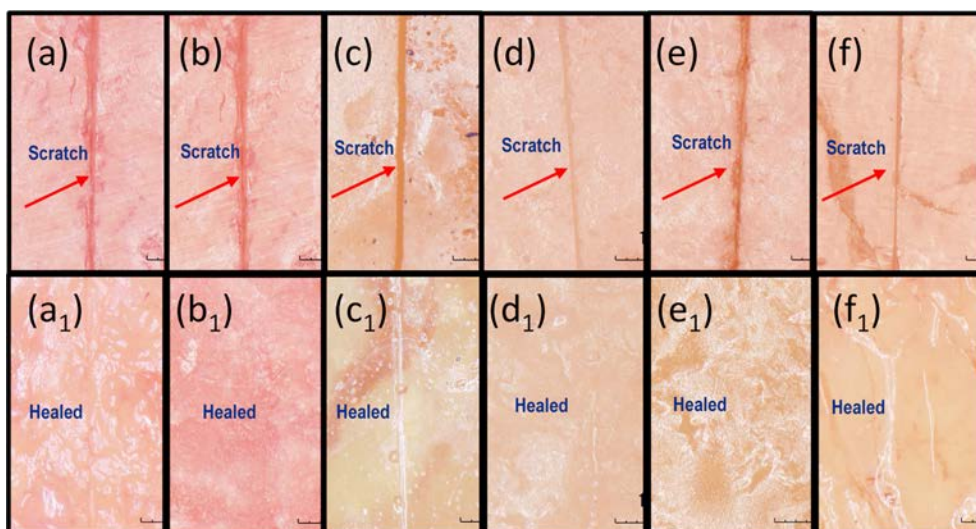 (a) (b) (c) (d) (e) (f)
Scratch Scratch Scratch Scratch Scratch Scratch
(a₁) (b₁) (c₁) (d₁) (e₁) (f₁)
Healed Healed Healed Healed Healed Healed